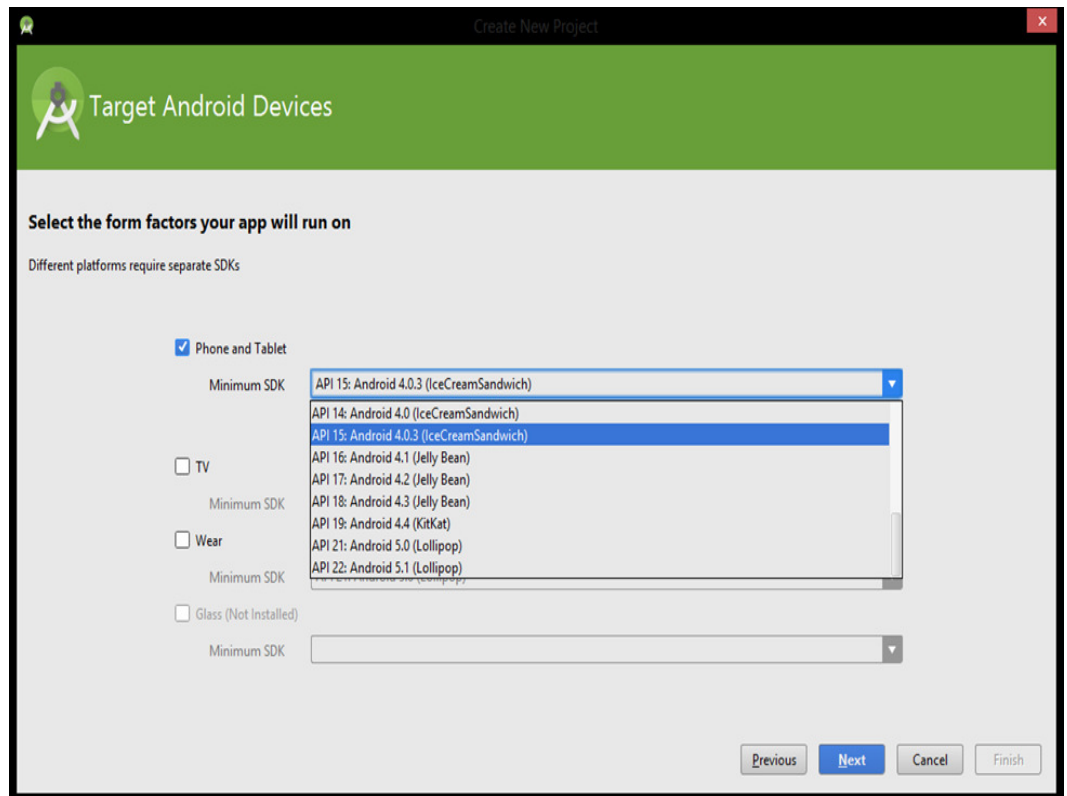 Create New Project
X
Target Android Devices
Select the form factors your app will run on
Different platforms require separate SDKs
Phone and Tablet
Minimum SDK API 15: Android 4.0.3 (IceCreamSandwich)
API 14: Android 4.0 (IceCreamSandwich)
API 15: Android 4.0.3 (IceCreamSandwich)
API 16: Android 4.1 (Jelly Bean)
API 17: Android 4.2 (Jelly Bean)
API 18: Android 4.3 (Jelly Bean)
API 19: Android 4.4 (KitKat)
API 21: Android 5.0 (Lollipop)
API 22: Android 5.1 (Lollipop)
TV
Minimum SDK
Wear
Minimum SDK
Glass (Not Installed)
Minimum SDK
Previous Next Cancel Finish